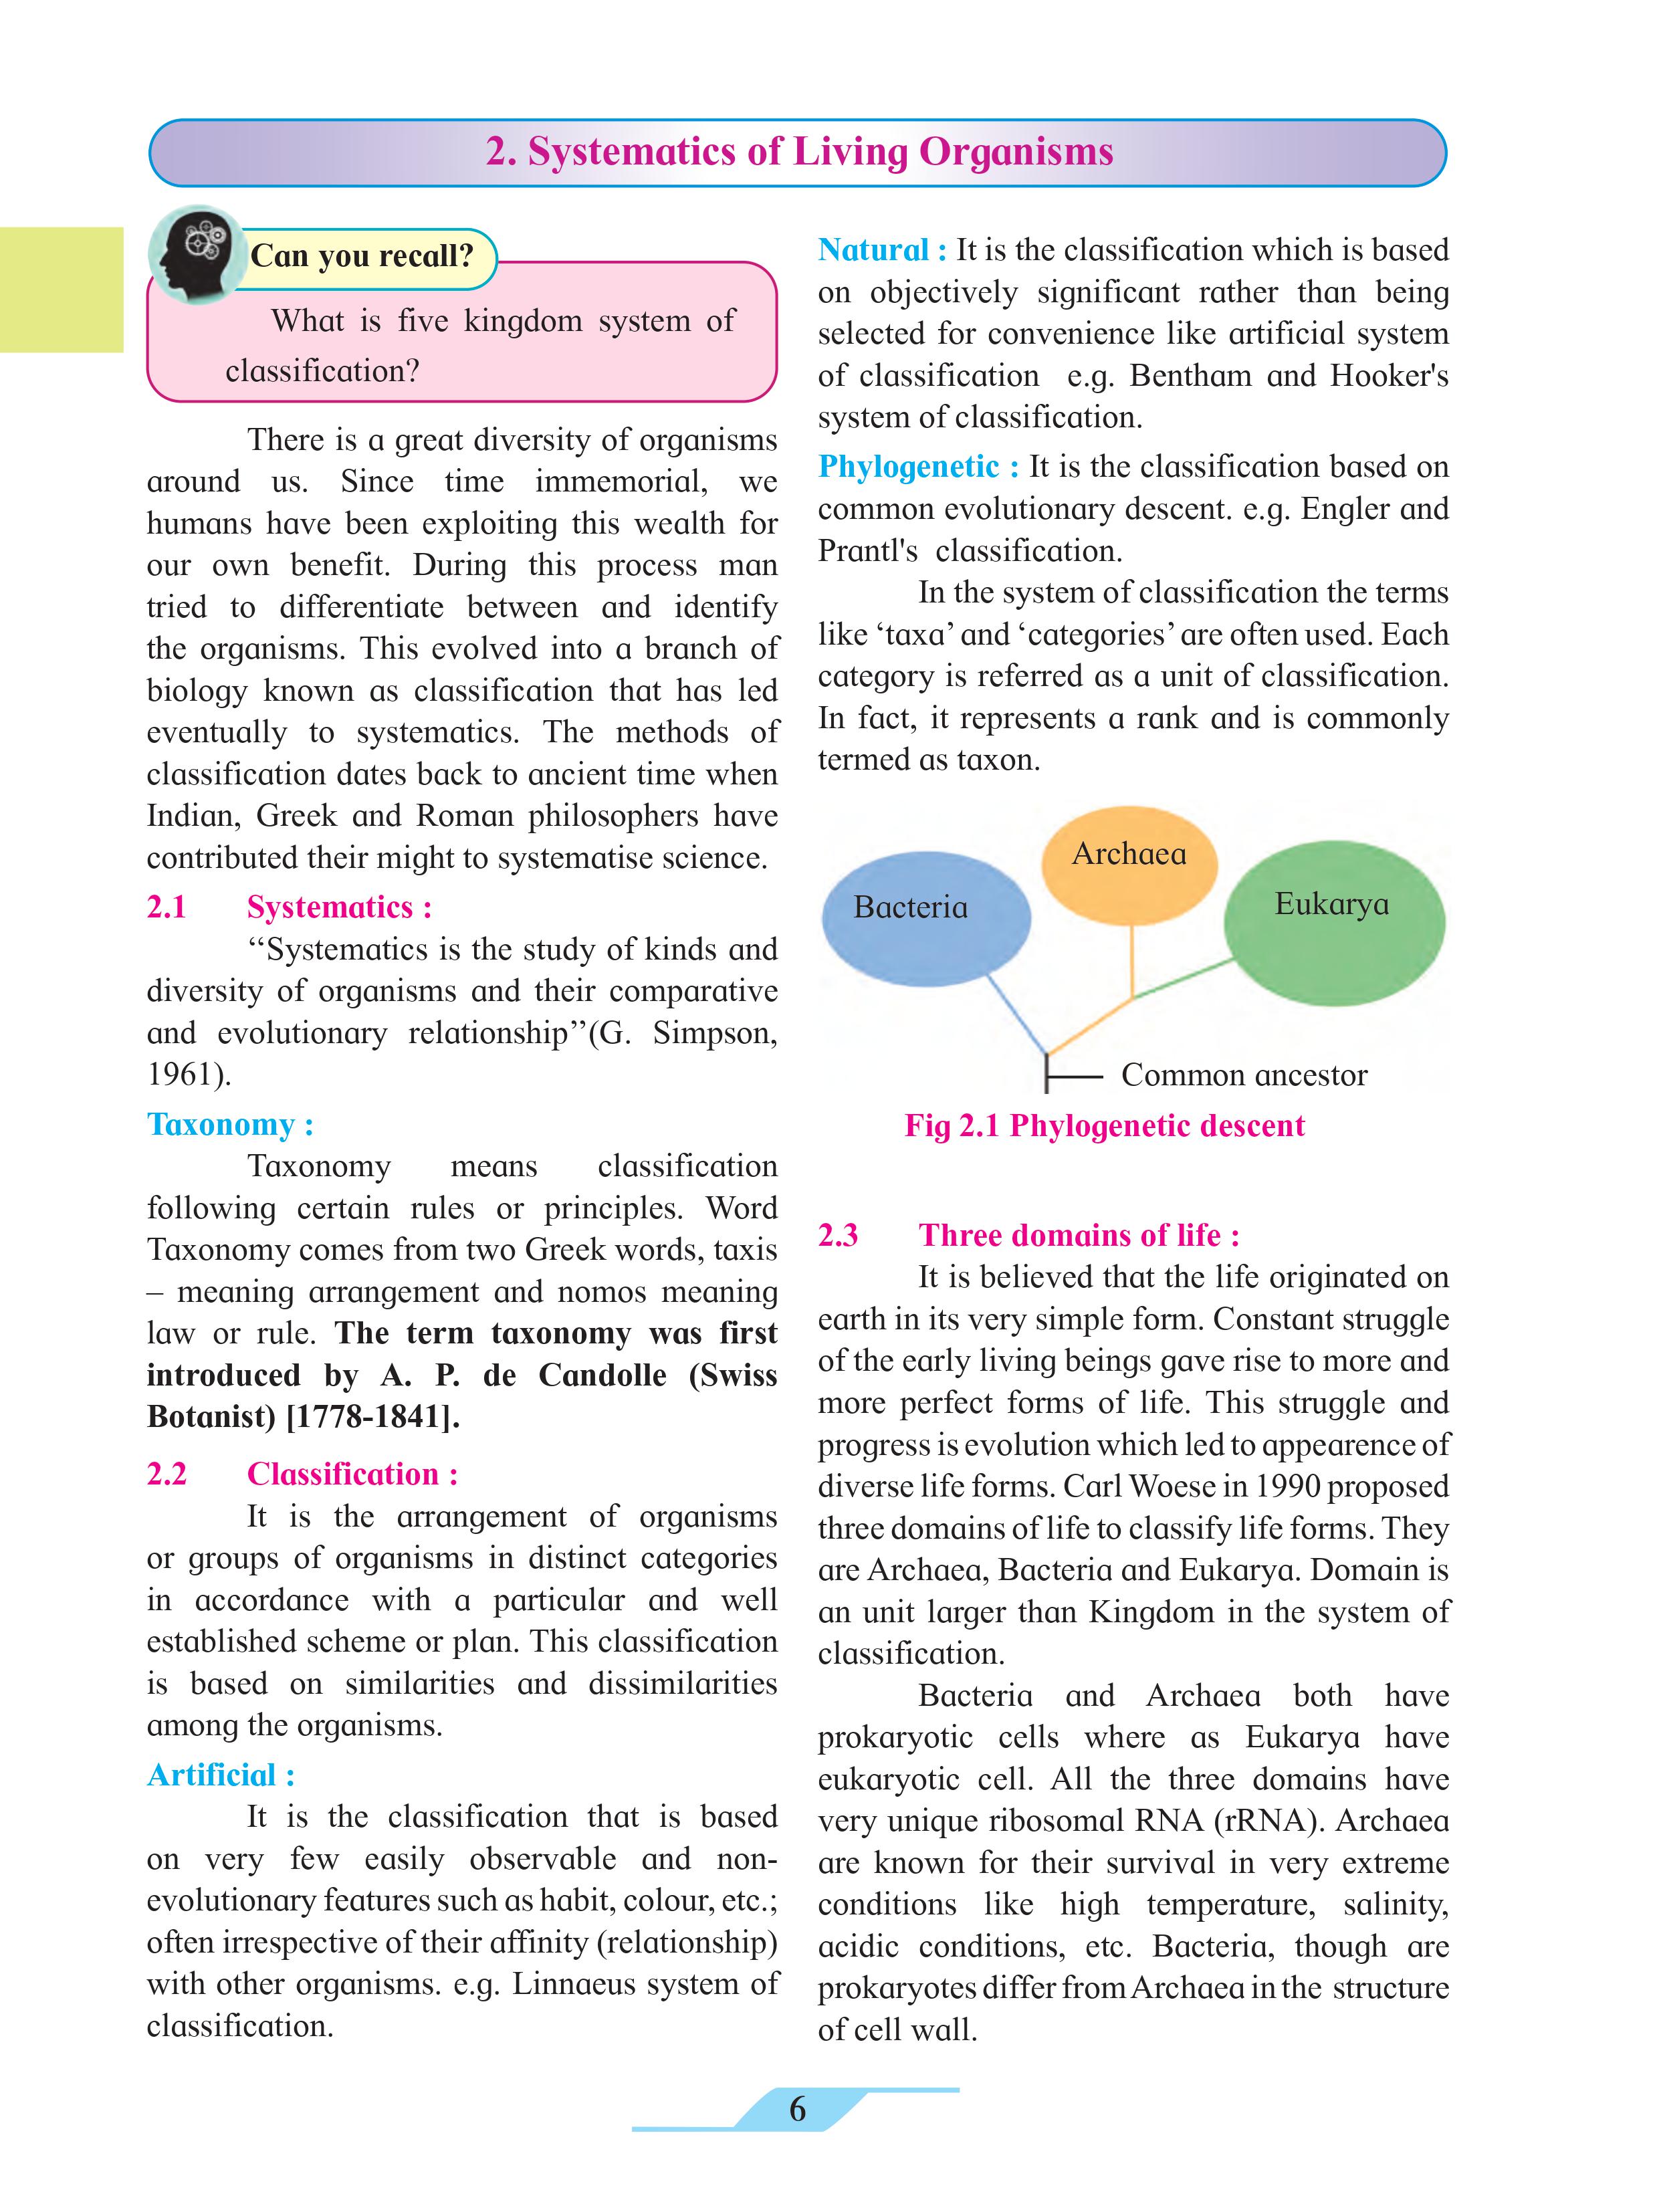 2. Systematics of Living Organisms
Can you recall?
What is five kingdom system of
classification?
There is a great diversity of organisms
around us. Since time immemorial, we
humans have been exploiting this wealth for
our own benefit. During this process man
tried to differentiate between and identify
the organisms. This evolved into a branch of
biology known as classification that has led
eventually to systematics. The methods of
classification dates back to ancient time when
Indian, Greek and Roman philosophers have
contributed their might to systematise science.
2.1 Systematics :
‘‘Systematics is the study of kinds and
diversity of organisms and their comparative
and evolutionary relationship’’(G. Simpson,
1961).
Taxonomy :
Taxonomy means classification
following certain rules or principles. Word
Taxonomy comes from two Greek words, taxis
– meaning arrangement and nomos meaning
law or rule. The term taxonomy was first
introduced by A. P. de Candolle (Swiss
Botanist) [1778-1841].
2.2 Classification :
It is the arrangement of organisms
or groups of organisms in distinct categories
in accordance with a particular and well
established scheme or plan. This classification
is based on similarities and dissimilarities
among the organisms.
Artificial :
It is the classification that is based
on very few easily observable and non-
evolutionary features such as habit, colour, etc.;
often irrespective of their affinity (relationship)
with other organisms. e.g. Linnaeus system of
classification.
Natural : It is the classification which is based
on objectively significant rather than being
selected for convenience like artificial system
of classification e.g. Bentham and Hooker's
system of classification.
Phylogenetic : It is the classification based on
common evolutionary descent. e.g. Engler and
Prantl's classification.
In the system of classification the terms
like ‘taxa’ and ‘categories’ are often used. Each
category is referred as a unit of classification.
In fact, it represents a rank and is commonly
termed as taxon.
Archaea
Bacteria
Eukarya
Common ancestor
Fig 2.1 Phylogenetic descent
2.3 Three domains of life :
It is believed that the life originated on
earth in its very simple form. Constant struggle
of the early living beings gave rise to more and
more perfect forms of life. This struggle and
progress is evolution which led to appearence of
diverse life forms. Carl Woese in 1990 proposed
three domains of life to classify life forms. They
are Archaea, Bacteria and Eukarya. Domain is
an unit larger than Kingdom in the system of
classification.
Bacteria and Archaea both have
prokaryotic cells where as Eukarya have
eukaryotic cell. All the three domains have
very unique ribosomal RNA (rRNA). Archaea
are known for their survival in very extreme
conditions like high temperature, salinity,
acidic conditions, etc. Bacteria, though are
prokaryotes differ from Archaea in the structure
of cell wall.
6